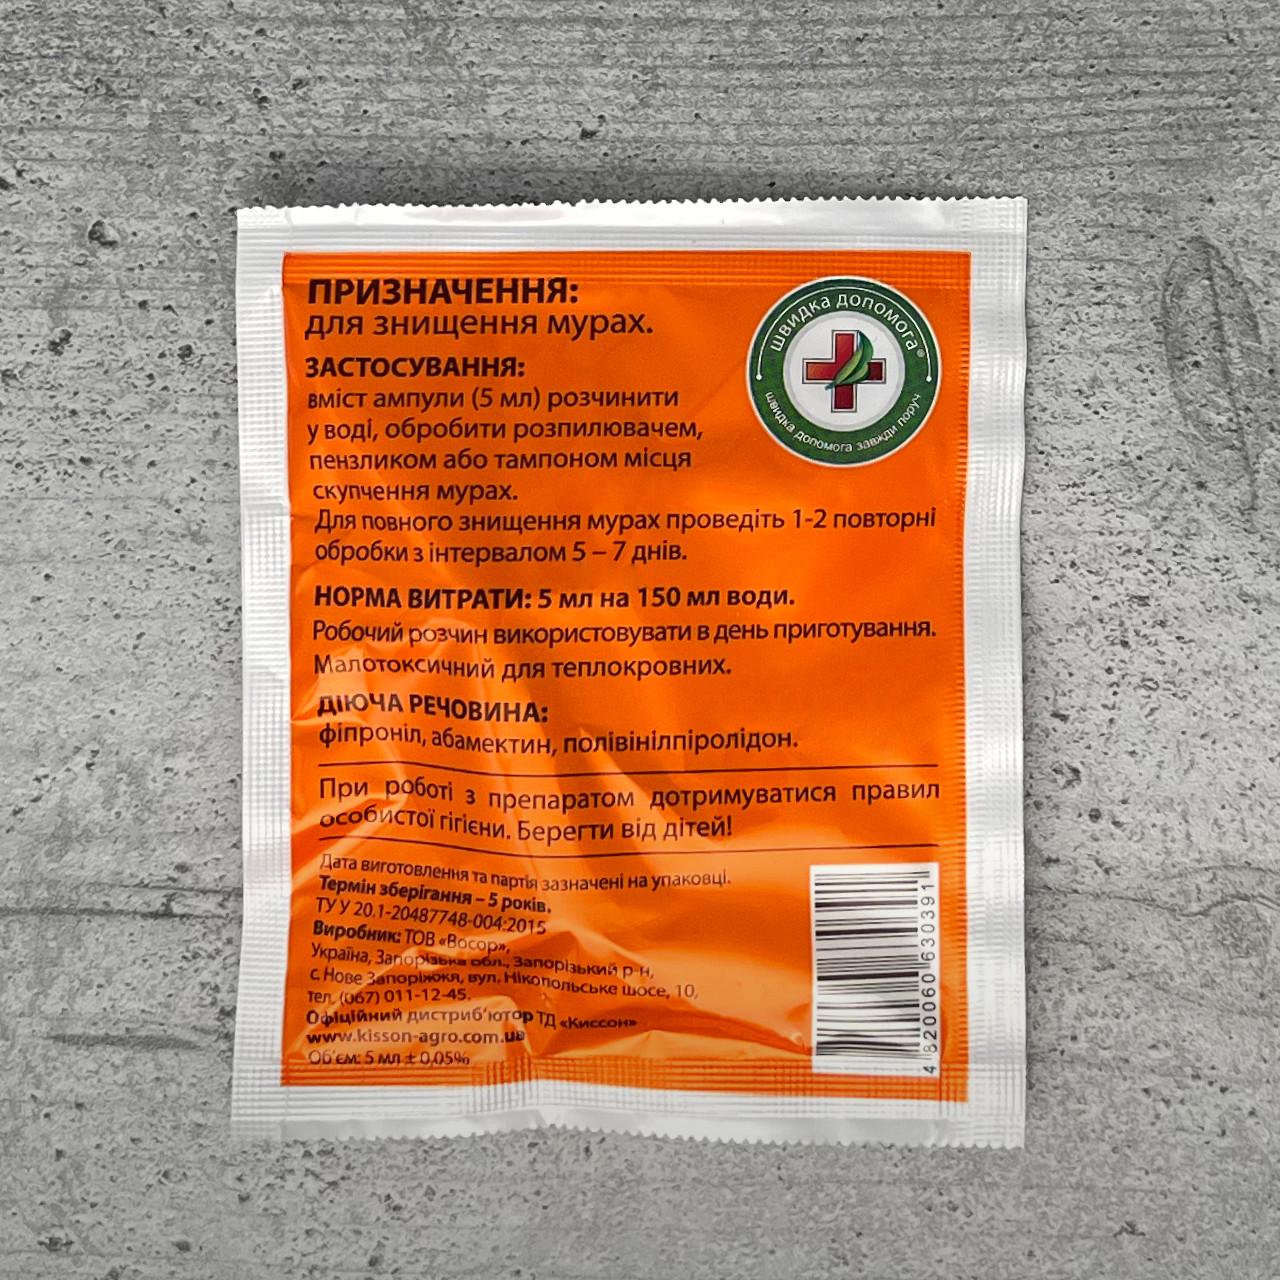 ПРИЗНАЧЕННЯ:
для знищення мурах.
ЗАСТОСУВАННЯ:
вміст ампули (5 мл) розчинити
у воді, обробити розпилювачем,
пензликом або тампоном місця
скупчення мурах.
Для повного знищення мурах проведіть 1-2 повторні
обробки з інтервалом 5 – 7 днів.
НОРМА ВИТРАТИ: 5 мл на 150 мл води.
Робочий розчин використовувати в день приготування.
Малотоксичний для теплокровних.
ДІЮЧА РЕЧОВИНА:
фіпроніл, абамектин, полівінілпіролідон.
При роботі з препаратом дотримуватися правил
особистої гігієни. Берегти від дітей!
Дата виготовлення та партія зазначені на упаковці.
Термін зберігання – 5 років.
ТУ У 20.1-20487748-004:2015
Виробник: ТОВ «Восор»,
Україна, Запорізька обл., Запорізький р-н,
с. Нове Запоріжжя, вул. Нікопольське шосе, 10,
тел. (067) 011-12-45.
Офіційний дистриб'ютор ТД «Киссон»
www.kisson-agro.com.ua
Об'єм: 5 мл ± 0,05%
швидка допомога®
швидка допомога завжди поруч
4 820060 630391